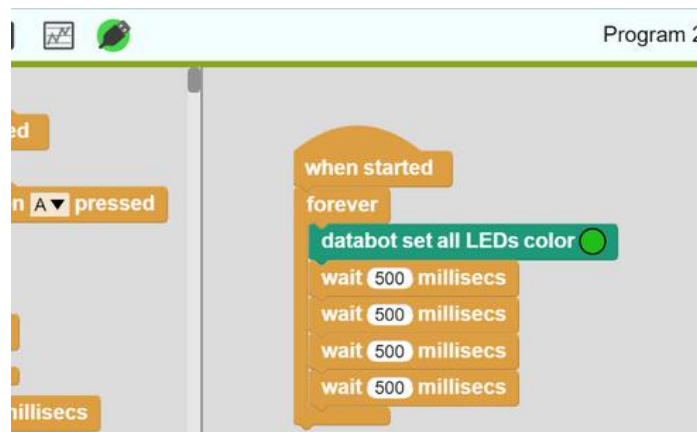 Program 2
ed
n A pressed
illisecs
when started
forever
databot set all LEDs color
wait 500 millisecs
wait 500 millisecs
wait 500 millisecs
wait 500 millisecs